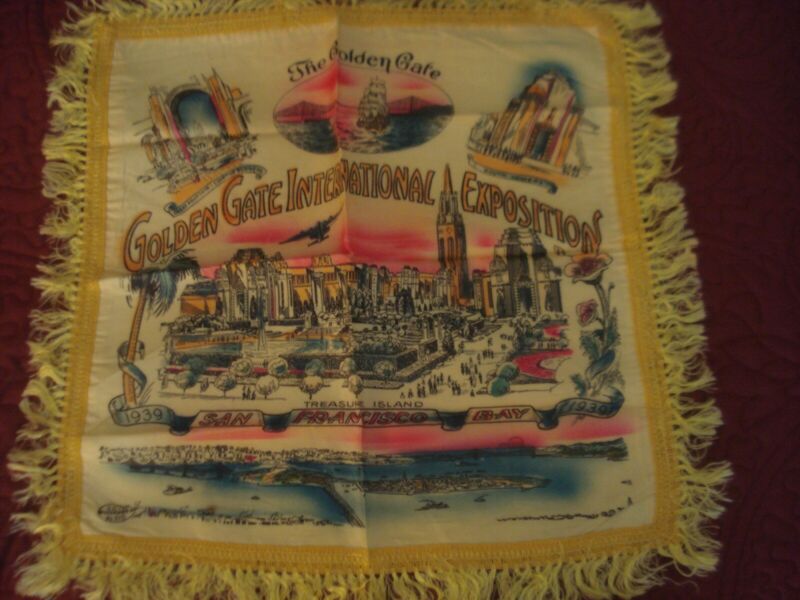 The Golden Gate
GOLDEN GATE INTERNATIONAL EXPOSITION
TREASURE ISLAND
1939 SAN FRANCISCO BAY 1939